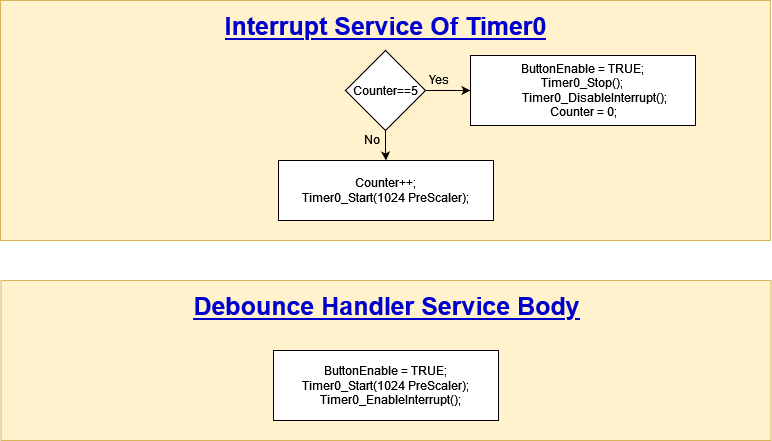 Interrupt Service Of Timer0
Counter==5
Yes
ButtonEnable = TRUE;
Timer0_Stop();
Timer0_DisableInterrupt();
Counter = 0;
No
Counter++;
Timer0_Start(1024 PreScaler);
Debounce Handler Service Body
ButtonEnable = TRUE;
Timer0_Start(1024 PreScaler);
Timer0_EnableInterrupt();